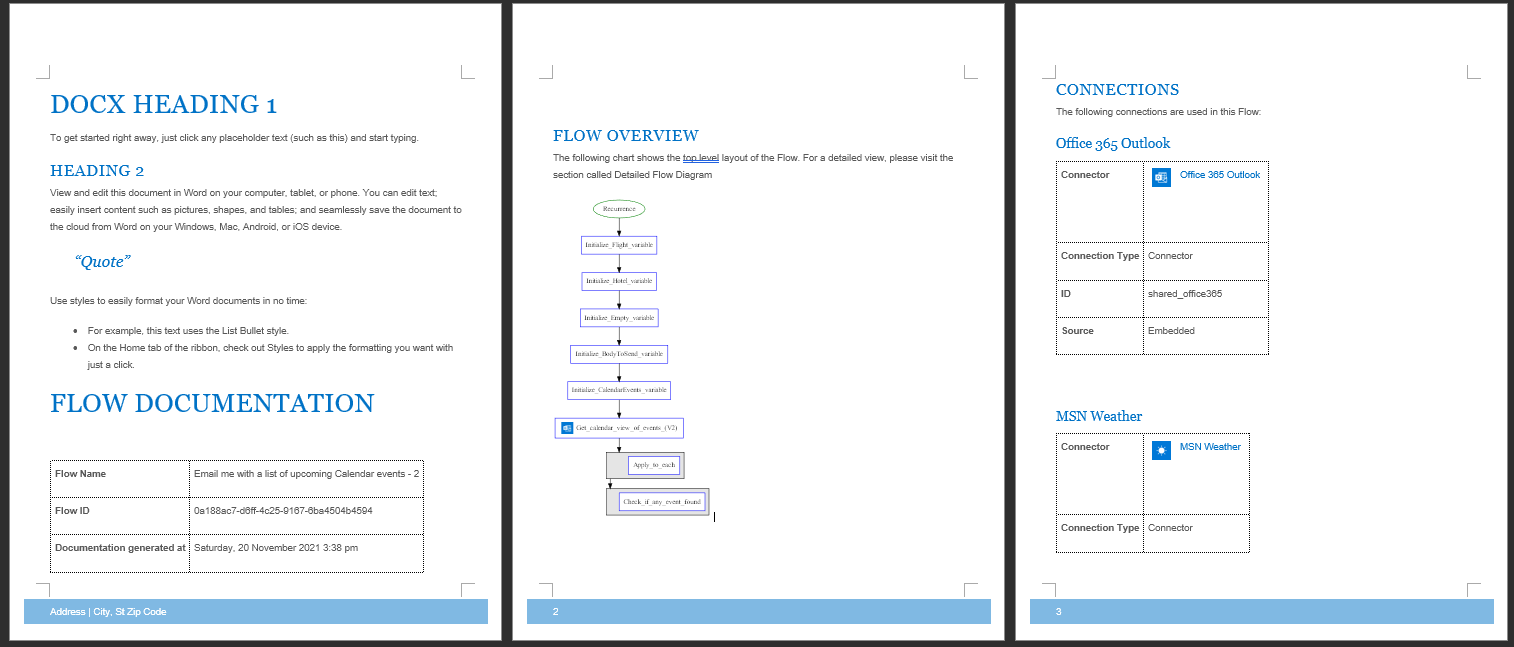 DOCX HEADING 1
To get started right away, just click any placeholder text (such as this) and start typing.
HEADING 2
View and edit this document in Word on your computer, tablet, or phone. You can edit text;
easily insert content such as pictures, shapes, and tables; and seamlessly save the document to
the cloud from Word on your Windows, Mac, Android, or iOS device.
“Quote”
Use styles to easily format your Word documents in no time:
• For example, this text uses the List Bullet style.
• On the Home tab of the ribbon, check out Styles to apply the formatting you want with
just a click.
FLOW DOCUMENTATION
Flow Name Email me with a list of upcoming Calendar events - 2
Flow ID 0a188ac7-d6ff-4c25-9167-6ba4504b4594
Documentation generated at Saturday, 20 November 2021 3:38 pm
Address | City, St Zip Code
FLOW OVERVIEW
The following chart shows the top level layout of the Flow. For a detailed view, please visit the
section called Detailed Flow Diagram
Recurrence
Initialize_Flight_variable
Initialize_Hotel_variable
Initialize_Empty_variable
Initialize_BodyToSend_variable
Initialize_CalendarEvents_variable
Get_calendar_view_of_events_(V2)
Apply_to_each
Check_if_any_event_found
2
CONNECTIONS
The following connections are used in this Flow:
Office 365 Outlook
Connector Office 365 Outlook
Connection Type Connector
ID shared_office365
Source Embedded
MSN Weather
Connector MSN Weather
Connection Type Connector
3